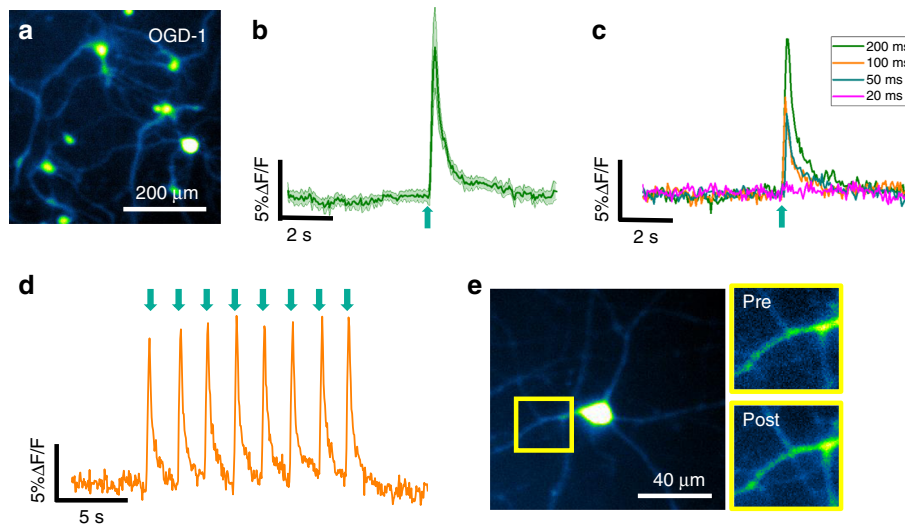 a
OGD-1
200 μm
b
5%ΔF/F
2 s
c
200 ms
100 ms
50 ms
20 ms
5%ΔF/F
2 s
d
5%ΔF/F
5 s
e
40 μm
Pre
Post